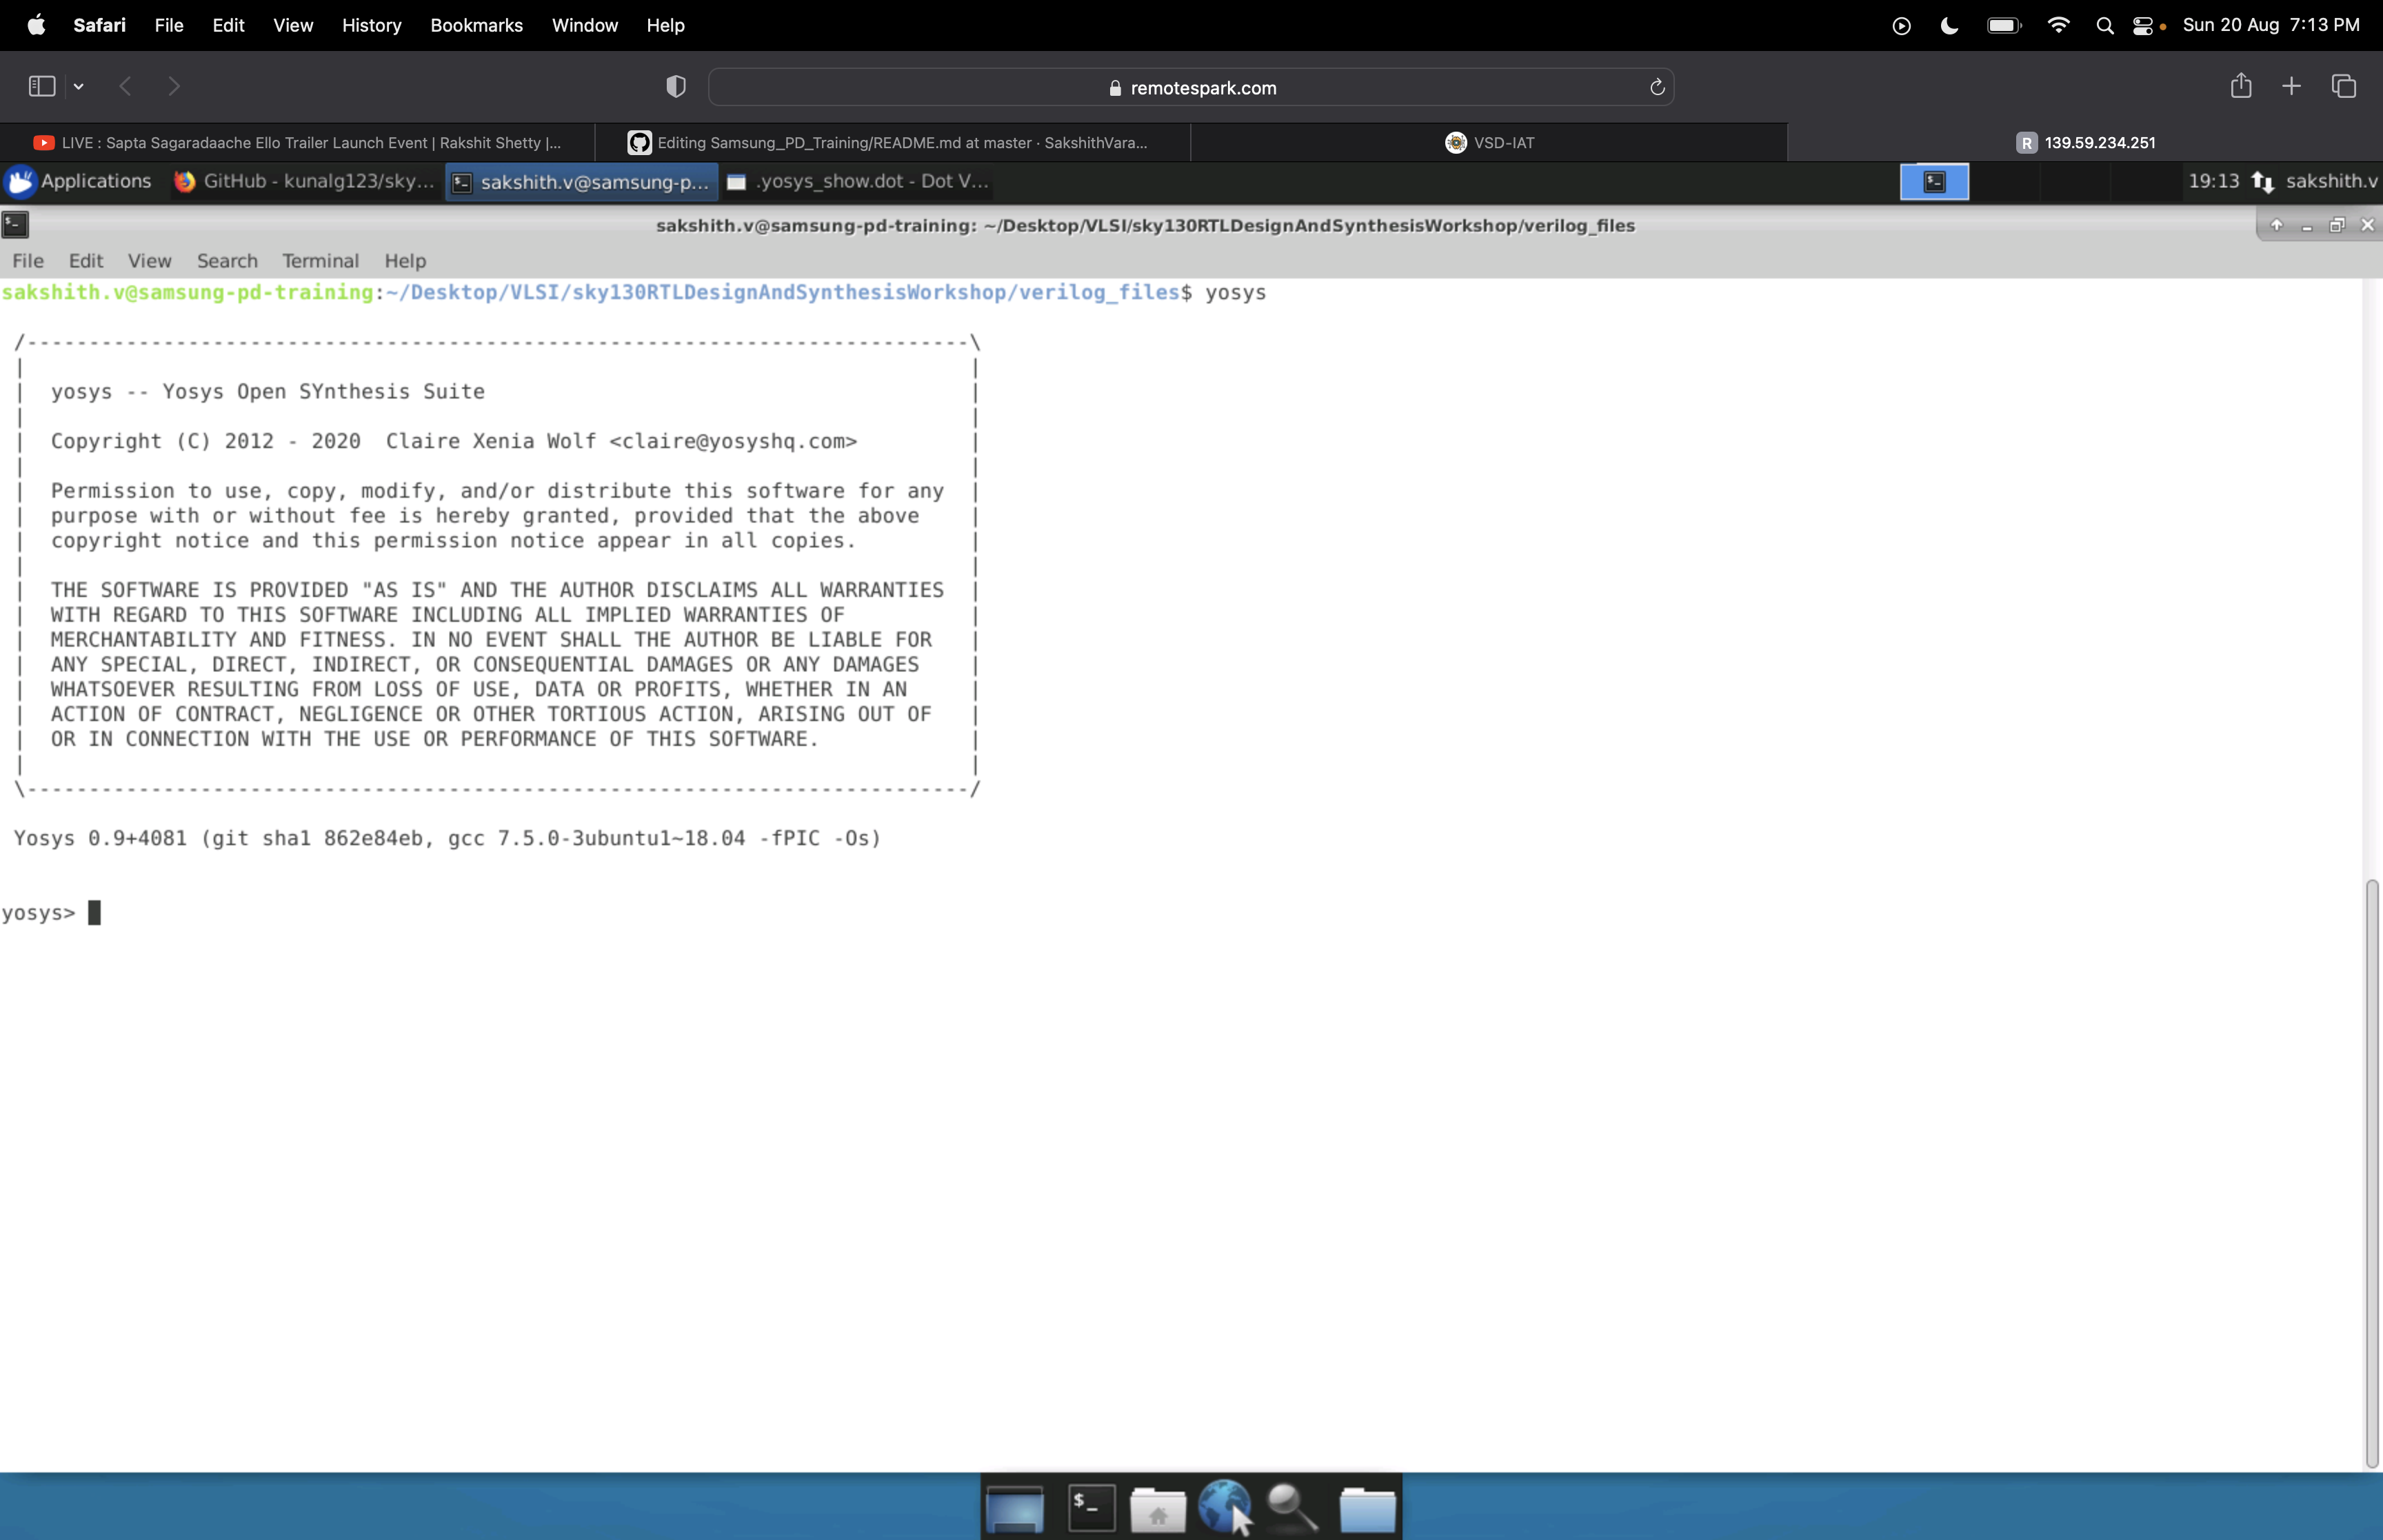 Safari File Edit View History Bookmarks Window Help Sun 20 Aug 7:13 PM
remotespark.com
LIVE : Sapta Sagaradaache Ello Trailer Launch Event | Rakshit Shetty |... Editing Samsung_PD_Training/README.md at master · SakshithVara... VSD-IAT R 139.59.234.251
Applications GitHub - kunalg123/sky... sakshith.v@samsung-p... .yosys_show.dot - Dot V... 19:13 sakshith.v
sakshith.v@samsung-pd-training: ~/Desktop/VLSI/sky130RTLDesignAndSynthesisWorkshop/verilog_files
File Edit View Search Terminal Help
sakshith.v@samsung-pd-training:~/Desktop/VLSI/sky130RTLDesignAndSynthesisWorkshop/verilog_files$ yosys
/----------------------------------------------------------------------------\
yosys -- Yosys Open SYnthesis Suite
Copyright (C) 2012 - 2020 Claire Xenia Wolf <claire@yosyshq.com>
Permission to use, copy, modify, and/or distribute this software for any
purpose with or without fee is hereby granted, provided that the above
copyright notice and this permission notice appear in all copies.
THE SOFTWARE IS PROVIDED "AS IS" AND THE AUTHOR DISCLAIMS ALL WARRANTIES
WITH REGARD TO THIS SOFTWARE INCLUDING ALL IMPLIED WARRANTIES OF
MERCHANTABILITY AND FITNESS. IN NO EVENT SHALL THE AUTHOR BE LIABLE FOR
ANY SPECIAL, DIRECT, INDIRECT, OR CONSEQUENTIAL DAMAGES OR ANY DAMAGES
WHATSOEVER RESULTING FROM LOSS OF USE, DATA OR PROFITS, WHETHER IN AN
ACTION OF CONTRACT, NEGLIGENCE OR OTHER TORTIOUS ACTION, ARISING OUT OF
OR IN CONNECTION WITH THE USE OR PERFORMANCE OF THIS SOFTWARE.
\----------------------------------------------------------------------------/
Yosys 0.9+4081 (git sha1 862e84eb, gcc 7.5.0-3ubuntu1~18.04 -fPIC -Os)
yosys>